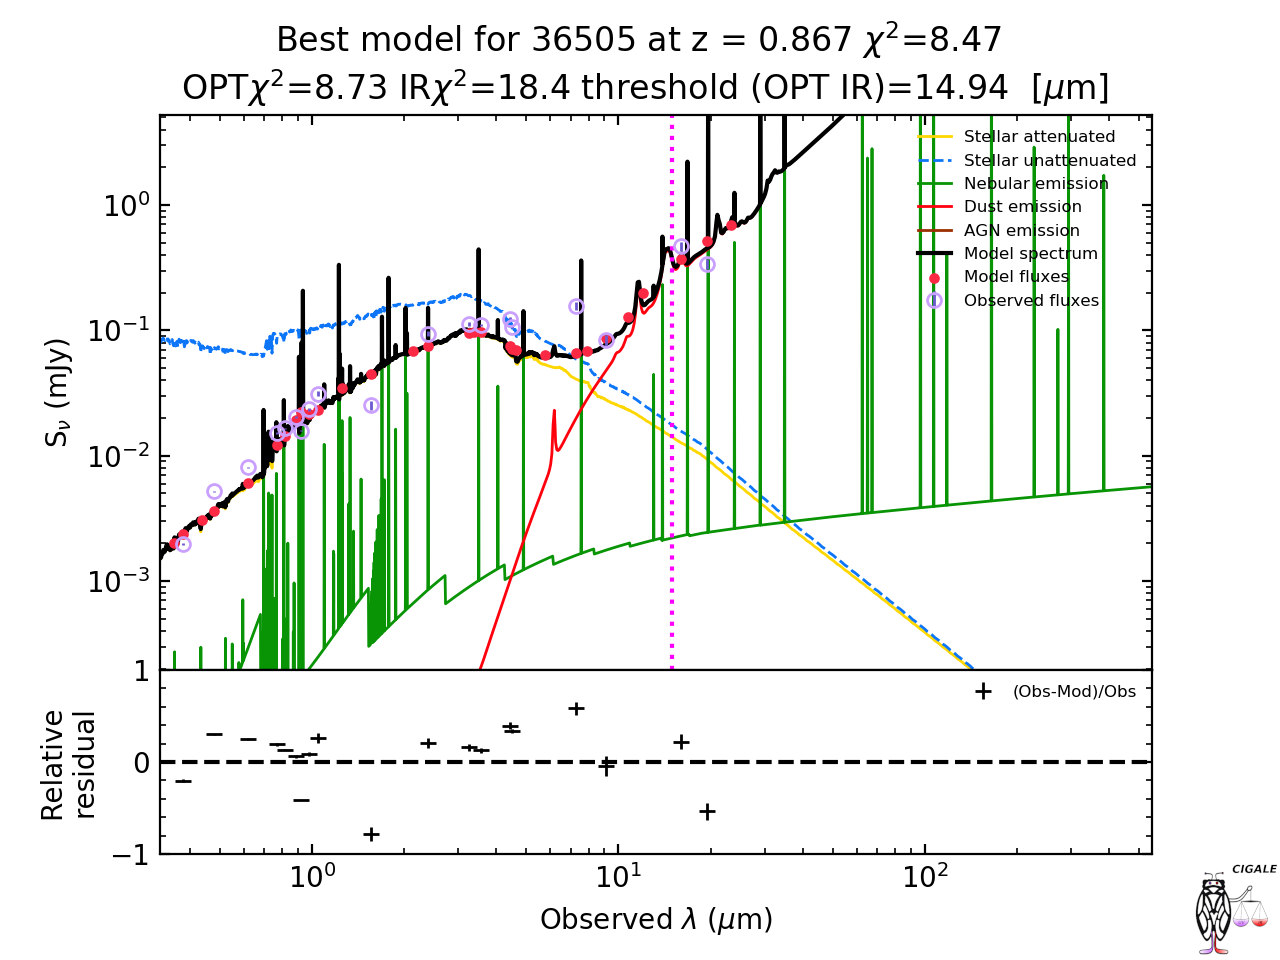 Best model for 36505 at z = 0.867 χ²=8.47
OPTχ²=8.73 IRχ²=18.4 threshold (OPT IR)=14.94  [μm]
Stellar attenuated
Stellar unattenuated
Nebular emission
Dust emission
AGN emission
Model spectrum
Model fluxes
Observed fluxes
10⁰
10⁻¹
10⁻²
10⁻³
S_ν (mJy)
1
0
−1
Relative
residual
(Obs-Mod)/Obs
10⁰ 10¹ 10²
Observed λ (μm)
CIGALE